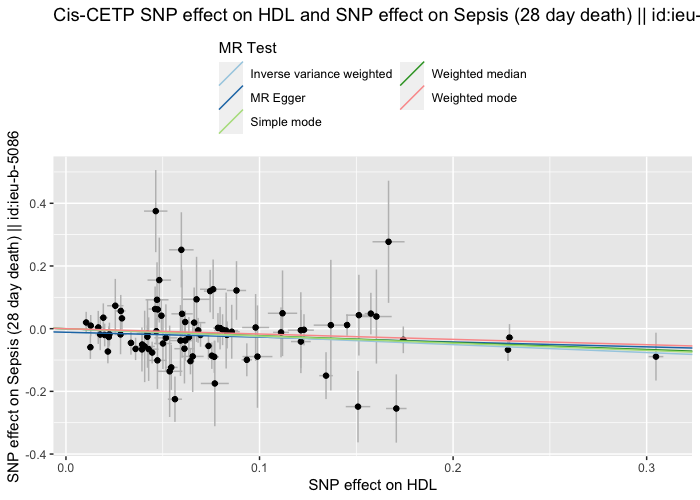 Cis-CETP SNP effect on HDL and SNP effect on Sepsis (28 day death) || id:ieu-
MR Test
Inverse variance weighted
Weighted median
MR Egger
Weighted mode
Simple mode
SNP effect on Sepsis (28 day death) || id:ieu-b-5086
0.4
0.2
0.0
-0.2
-0.4
0.0 0.1 0.2 0.3
SNP effect on HDL